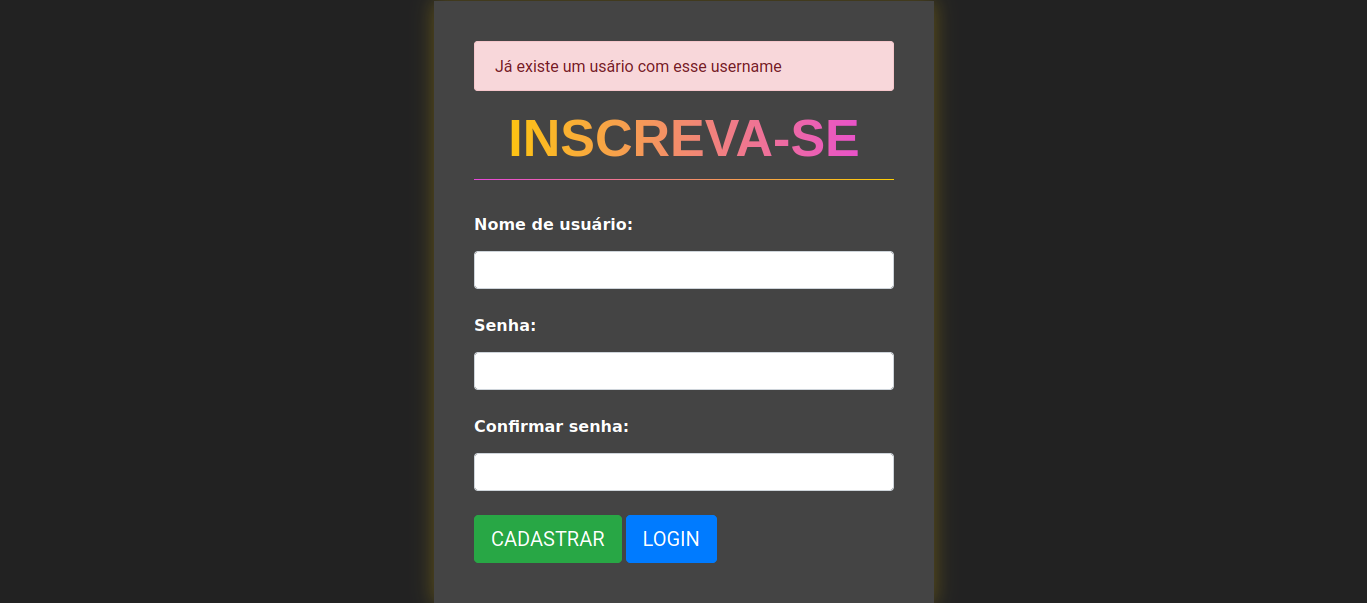 Já existe um usário com esse username
INSCREVA-SE
Nome de usuário:
Senha:
Confirmar senha:
CADASTRAR LOGIN